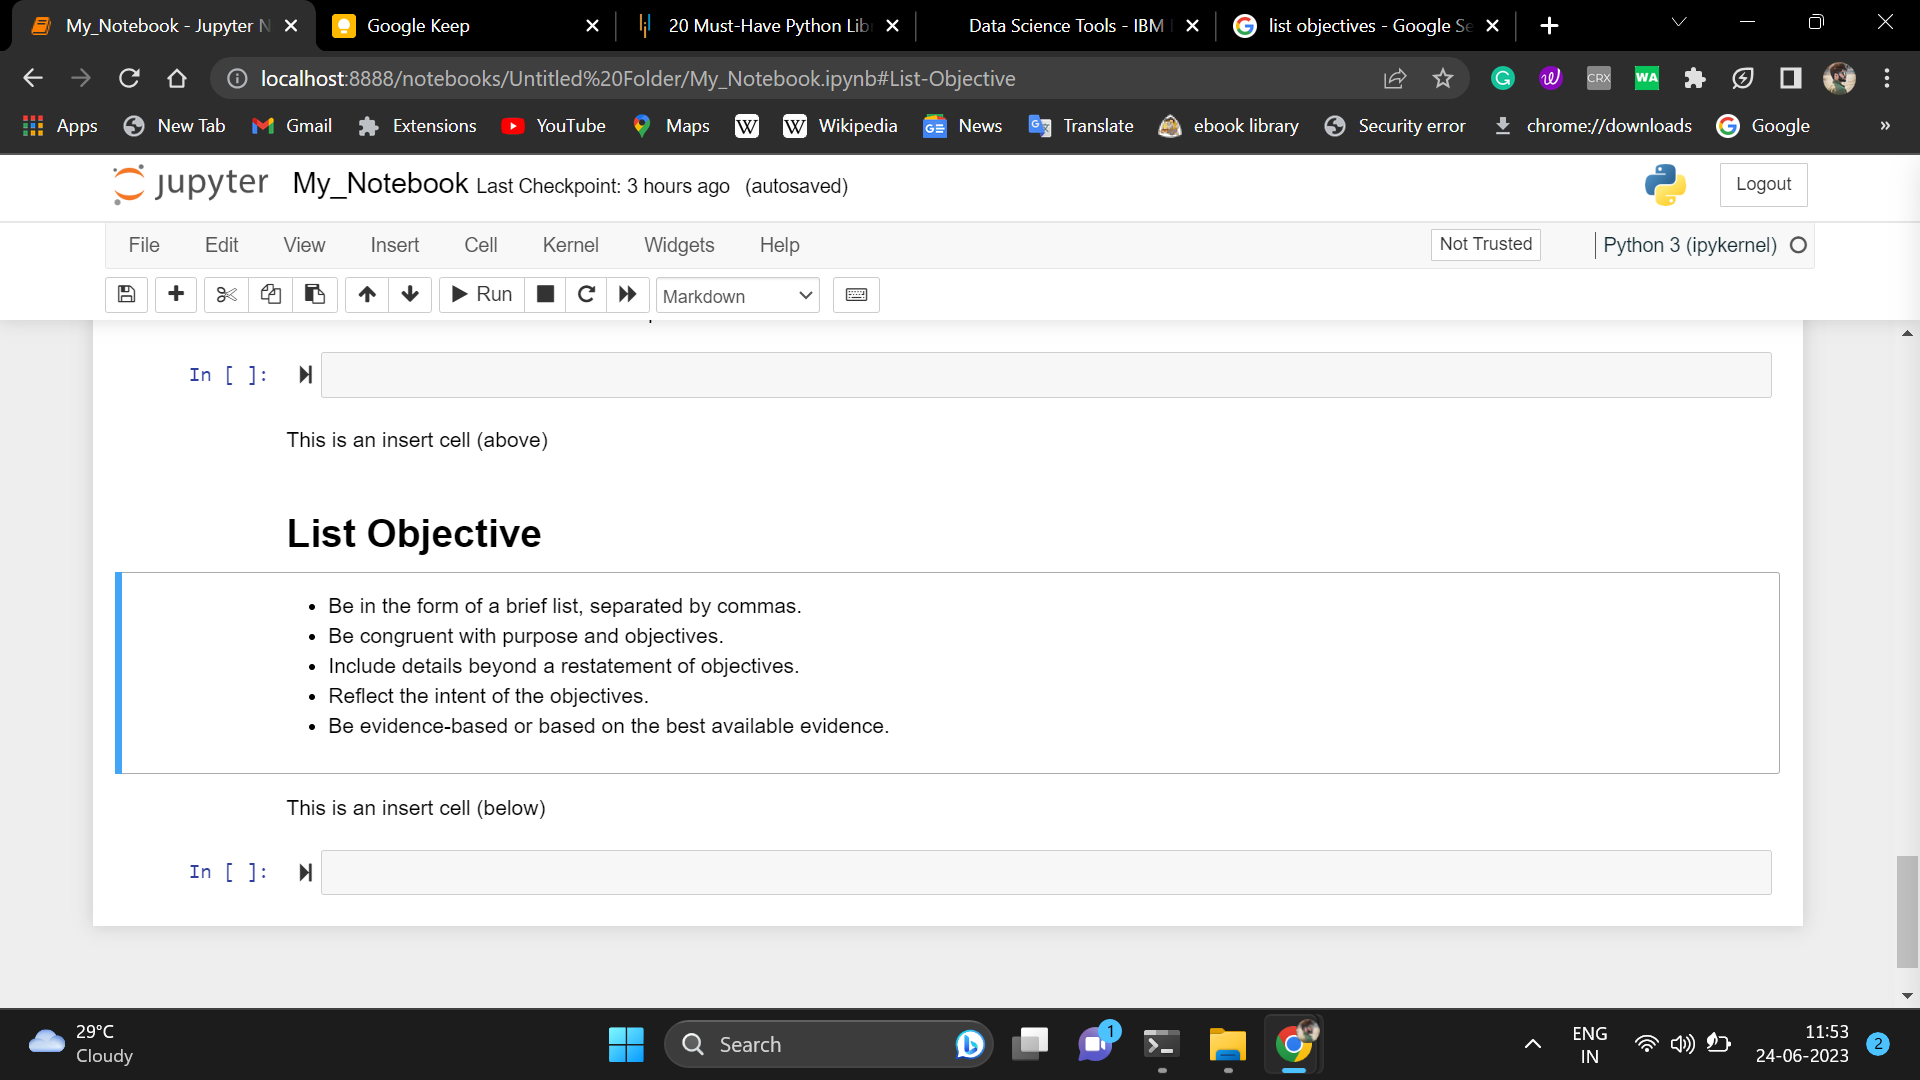 My_Notebook - Jupyter N
Google Keep
20 Must-Have Python Lib
Data Science Tools - IBM
list objectives - Google Se
localhost:8888/notebooks/Untitled%20Folder/My_Notebook.ipynb#List-Objective
CRX
WA
Apps
New Tab
Gmail
Extensions
YouTube
Maps
W
W
Wikipedia
News
Translate
ebook library
Security error
chrome://downloads
Google
»
jupyter
My_Notebook Last Checkpoint: 3 hours ago (autosaved)
Logout
File Edit View Insert Cell Kernel Widgets Help
Not Trusted
Python 3 (ipykernel)
Run
Markdown
In [ ]:
This is an insert cell (above)
List Objective
• Be in the form of a brief list, separated by commas.
• Be congruent with purpose and objectives.
• Include details beyond a restatement of objectives.
• Reflect the intent of the objectives.
• Be evidence-based or based on the best available evidence.
This is an insert cell (below)
In [ ]:
29°C
Cloudy
Search
1
ENG
IN
11:53
24-06-2023
2